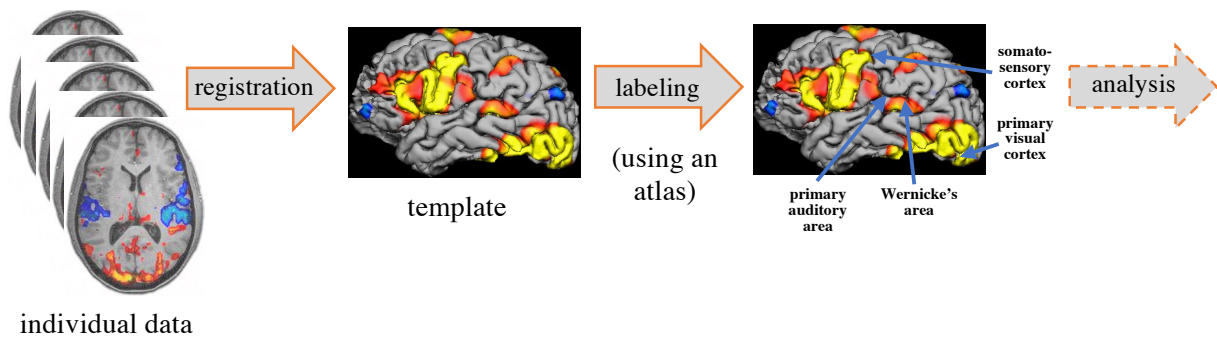 individual data
registration
template
labeling
(using an
atlas)
somato-
sensory
cortex
primary
visual
cortex
primary
auditory
area
Wernicke's
area
analysis